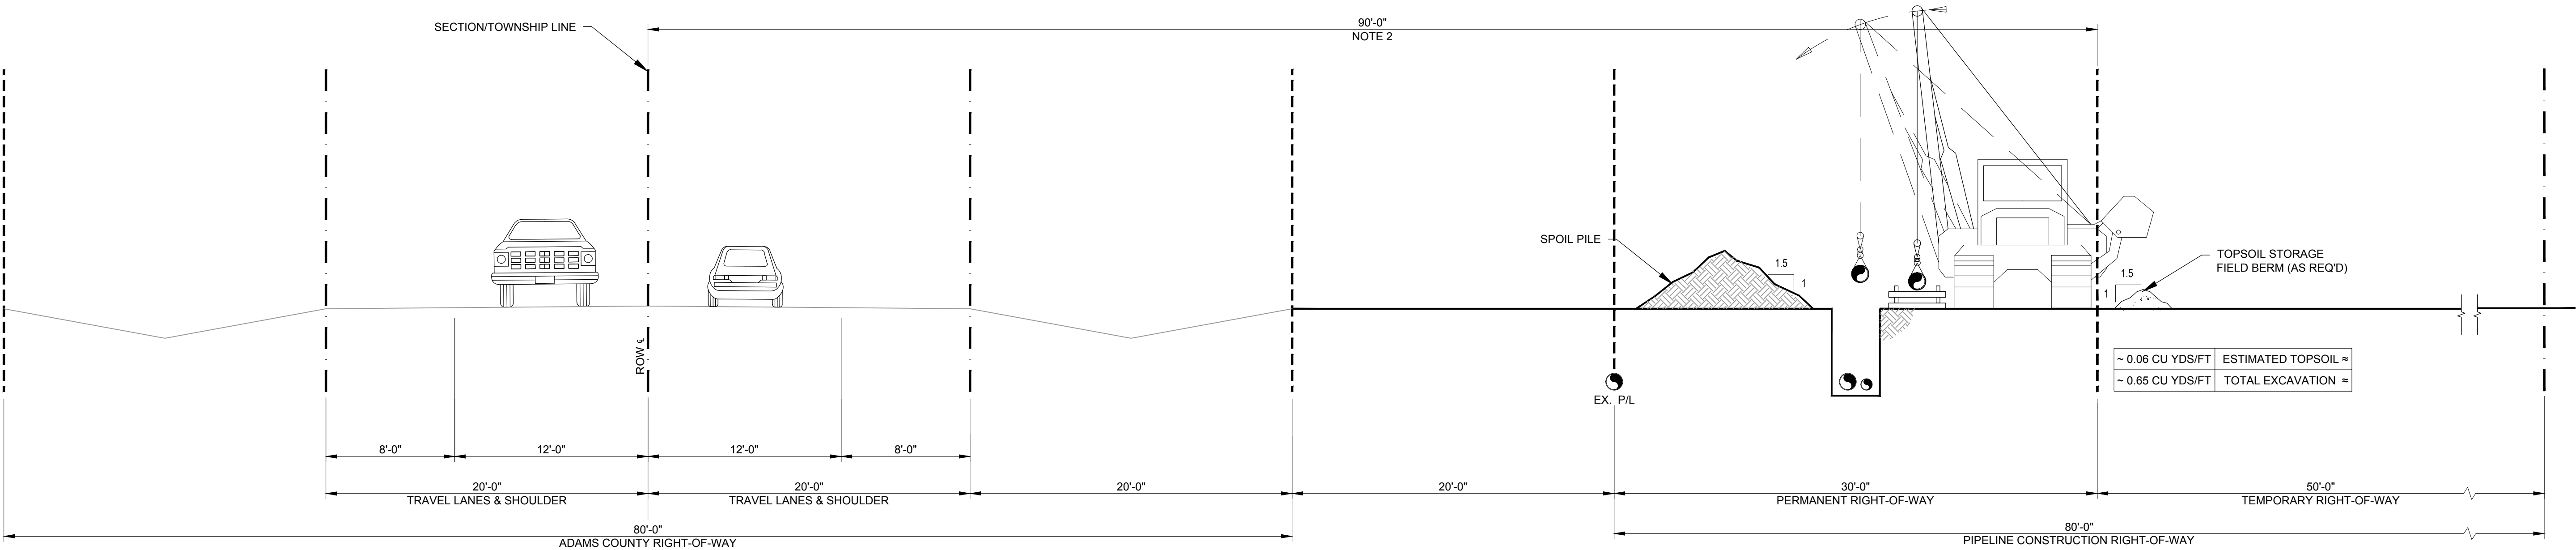 SECTION/TOWNSHIP LINE
90'-0"
NOTE 2
SPOIL PILE
1.5
1
1.5
1
TOPSOIL STORAGE
FIELD BERM (AS REQ'D)
ROW ℄
EX. P/L
~ 0.06 CU YDS/FT ESTIMATED TOPSOIL ≈
~ 0.65 CU YDS/FT TOTAL EXCAVATION ≈
8'-0"
12'-0"
12'-0"
8'-0"
20'-0"
TRAVEL LANES & SHOULDER
20'-0"
TRAVEL LANES & SHOULDER
20'-0"
20'-0"
30'-0"
PERMANENT RIGHT-OF-WAY
50'-0"
TEMPORARY RIGHT-OF-WAY
80'-0"
ADAMS COUNTY RIGHT-OF-WAY
80'-0"
PIPELINE CONSTRUCTION RIGHT-OF-WAY